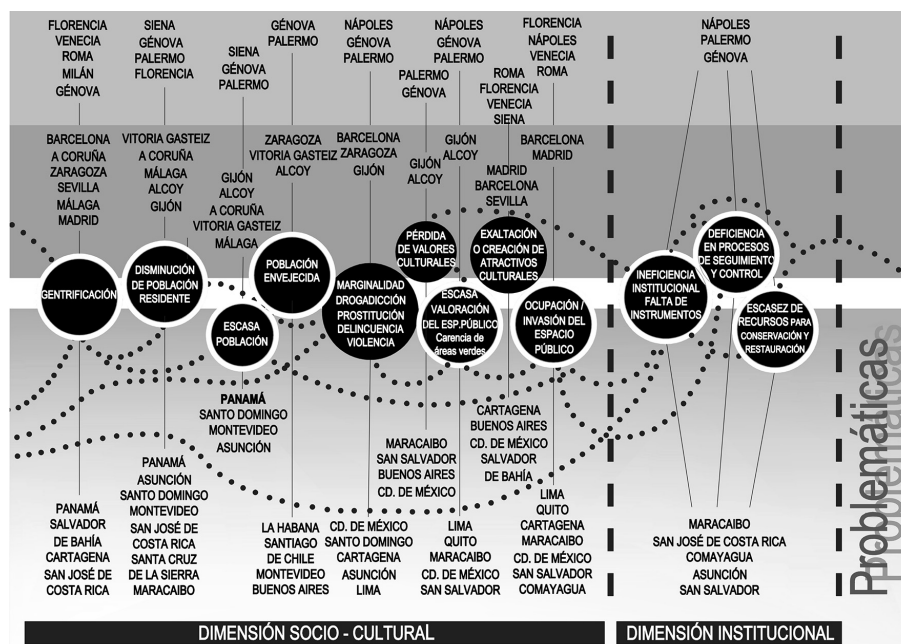 FLORENCIA
VENECIA
ROMA
MILÁN
GÉNOVA
SIENA
GÉNOVA
PALERMO
FLORENCIA
SIENA
GÉNOVA
PALERMO
GÉNOVA
PALERMO
NÁPOLES
GÉNOVA
PALERMO
PALERMO
GÉNOVA
NÁPOLES
GÉNOVA
PALERMO
ROMA
FLORENCIA
VENECIA
SIENA
FLORENCIA
NÁPOLES
VENECIA
ROMA
NÁPOLES
PALERMO
GÉNOVA
BARCELONA
A CORUÑA
ZARAGOZA
SEVILLA
MÁLAGA
MADRID
VITORIA GASTEIZ
A CORUÑA
MÁLAGA
ALCOY
GIJÓN
GIJÓN
ALCOY
A CORUÑA
VITORIA GASTEIZ
MÁLAGA
ZARAGOZA
VITORIA GASTEIZ
ALCOY
BARCELONA
ZARAGOZA
GIJÓN
GIJÓN
ALCOY
GIJÓN
ALCOY
MADRID
BARCELONA
SEVILLA
BARCELONA
MADRID
GENTRIFICACIÓN
DISMINUCIÓN
DE POBLACIÓN
RESIDENTE
ESCASA
POBLACIÓN
POBLACIÓN
ENVEJECIDA
MARGINALIDAD
DROGADICCIÓN
PROSTITUCIÓN
DELINCUENCIA
VIOLENCIA
PÉRDIDA
DE VALORES
CULTURALES
ESCASA
VALORACIÓN
DEL ESP.PÚBLICO
Carencia de
áreas verdes
EXALTACIÓN
O CREACIÓN DE
ATRACTIVOS
CULTURALES
OCUPACIÓN /
INVASIÓN DEL
ESPACIO
PÚBLICO
INEFICIENCIA
INSTITUCIONAL
FALTA DE
INSTRUMENTOS
DEFICIENCIA
EN PROCESOS
DE SEGUIMIENTO
Y CONTROL
ESCASEZ DE
RECURSOS PARA
CONSERVACIÓN Y
RESTAURACIÓN
PANAMÁ
SALVADOR
DE BAHÍA
CARTAGENA
SAN JOSÉ DE
COSTA RICA
PANAMÁ
ASUNCIÓN
SANTO DOMINGO
MONTEVIDEO
SAN JOSÉ DE
COSTA RICA
SANTA CRUZ
DE LA SIERRA
MARACAIBO
PANAMÁ
SANTO DOMINGO
MONTEVIDEO
ASUNCIÓN
LA HABANA
SANTIAGO
DE CHILE
MONTEVIDEO
BUENOS AIRES
CD. DE MÉXICO
SANTO DOMINGO
CARTAGENA
ASUNCIÓN
LIMA
MARACAIBO
SAN SALVADOR
BUENOS AIRES
CD. DE MÉXICO
LIMA
QUITO
MARACAIBO
CD. DE MÉXICO
SAN SALVADOR
CARTAGENA
BUENOS AIRES
CD. DE MÉXICO
SALVADOR
DE BAHÍA
LIMA
QUITO
CARTAGENA
MARACAIBO
CD. DE MÉXICO
SAN SALVADOR
COMAYAGUA
MARACAIBO
SAN JOSÉ DE COSTA RICA
COMAYAGUA
ASUNCIÓN
SAN SALVADOR
Problemáticas
DIMENSIÓN SOCIO - CULTURAL
DIMENSIÓN INSTITUCIONAL